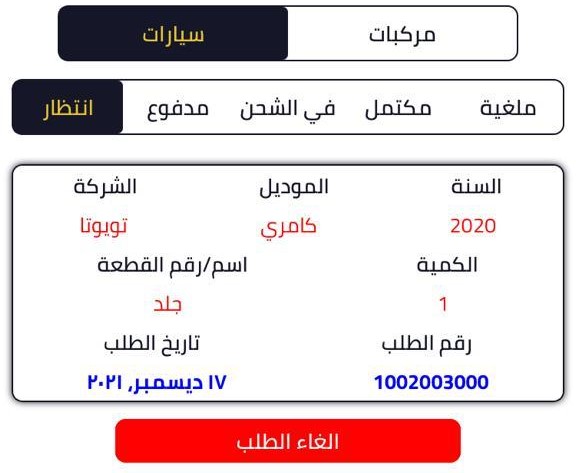 مركبات سيارات
ملغية مكتمل في الشحن مدفوع انتظار
السنة الموديل الشركة
2020 كامري تويوتا
الكمية اسم/رقم القطعة
1 جلد
رقم الطلب تاريخ الطلب
1002003000 ١٧ ديسمبر، ٢٠٢١
الغاء الطلب